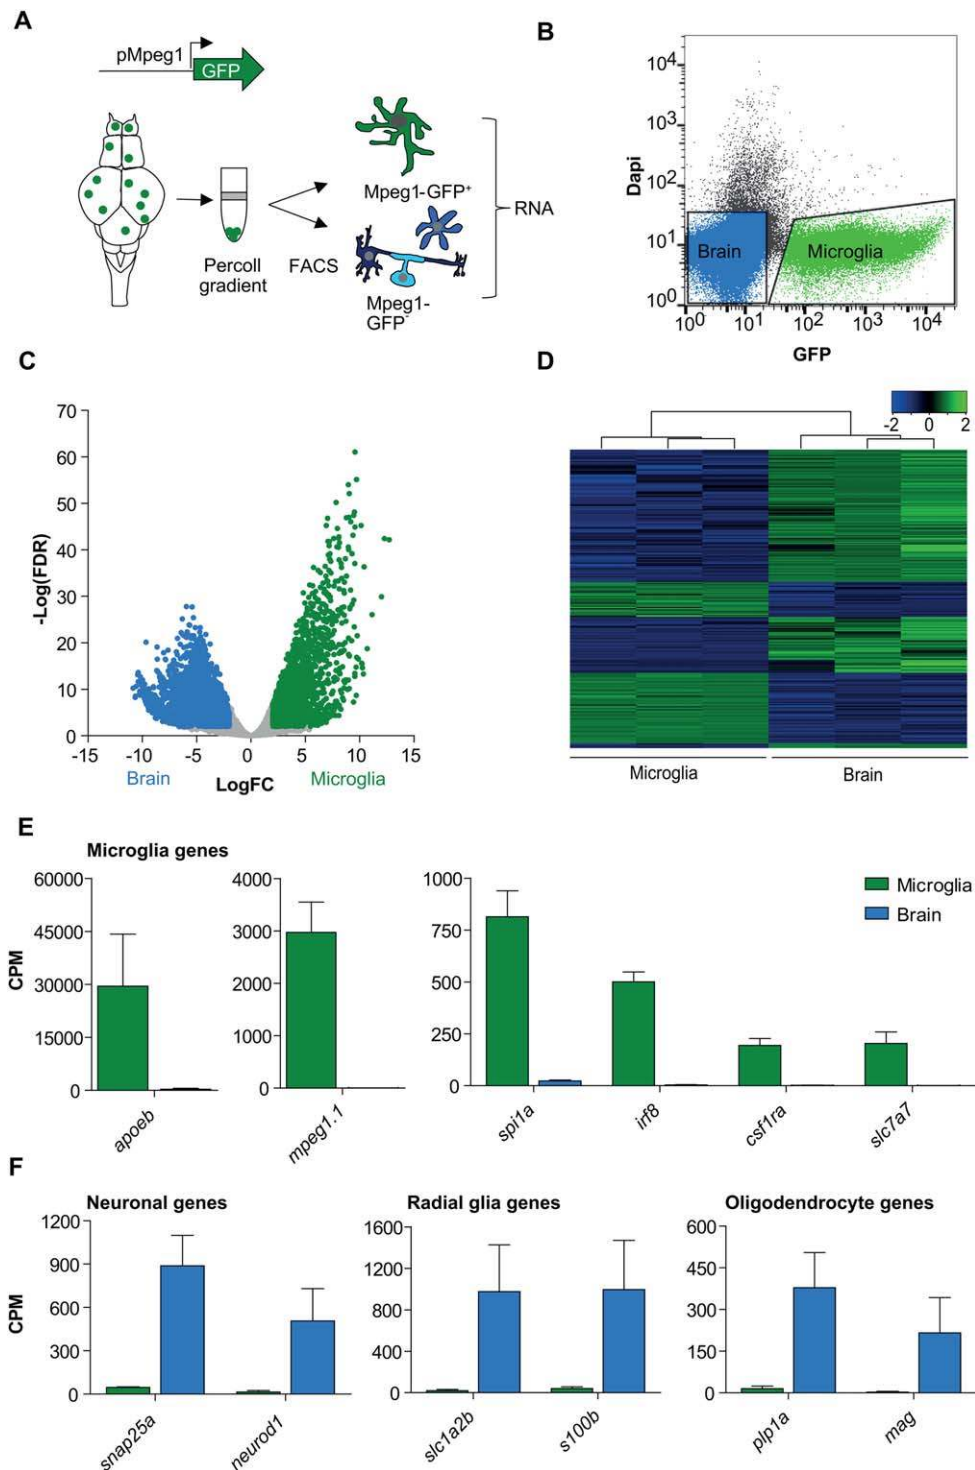 A
pMpeg1
GFP
Mpeg1-GFP⁺
RNA
Percoll
gradient
FACS
Mpeg1-
GFP⁻
B
10⁴
10³
10²
10¹
10⁰
Dapi
Brain
Microglia
10⁰ 10¹ 10² 10³ 10⁴
GFP
C
70
60
50
40
30
20
10
0
-Log(FDR)
-15 -10 -5 0 5 10 15
Brain LogFC Microglia
D
-2 0 2
Microglia Brain
E
Microglia genes
CPM
60000
45000
30000
15000
0
apoeb
4000
3000
2000
1000
0
mpeg1.1
1000
750
500
250
0
spi1a irf8 csf1ra slc7a7
Microglia
Brain
F
Neuronal genes
CPM
1200
900
600
300
0
snap25a neurod1
Radial glia genes
1600
1200
800
400
0
slc1a2b s100b
Oligodendrocyte genes
600
450
300
150
0
plp1a mag